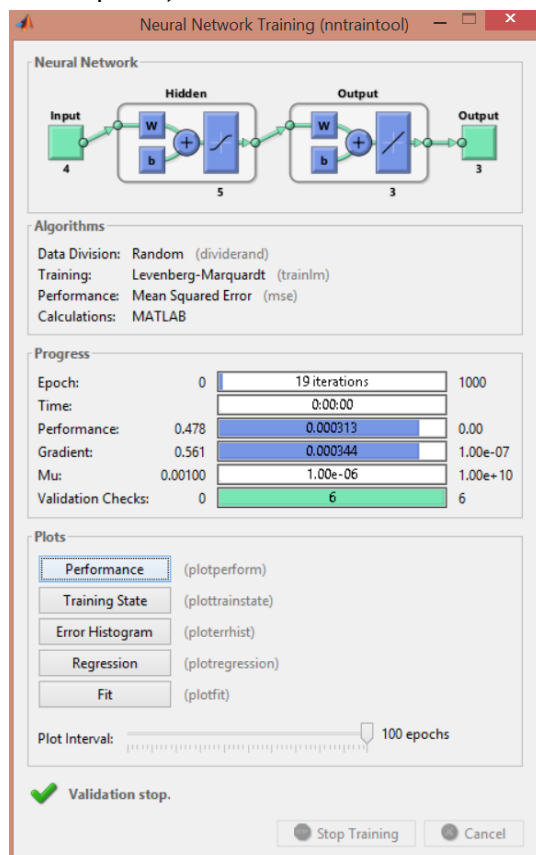 Neural Network Training (nntraintool)
Neural Network
Hidden Output
Input Output
W W
b b
4 5 3 3
Algorithms
Data Division: Random (dividerand)
Training: Levenberg-Marquardt (trainlm)
Performance: Mean Squared Error (mse)
Calculations: MATLAB
Progress
Epoch: 0 19 iterations 1000
Time: 0:00:00
Performance: 0.478 0.000313 0.00
Gradient: 0.561 0.000344 1.00e-07
Mu: 0.00100 1.00e-06 1.00e+10
Validation Checks: 0 6 6
Plots
Performance (plotperform)
Training State (plottrainstate)
Error Histogram (ploterrhist)
Regression (plotregression)
Fit (plotfit)
Plot Interval: 100 epochs
Validation stop.
Stop Training Cancel